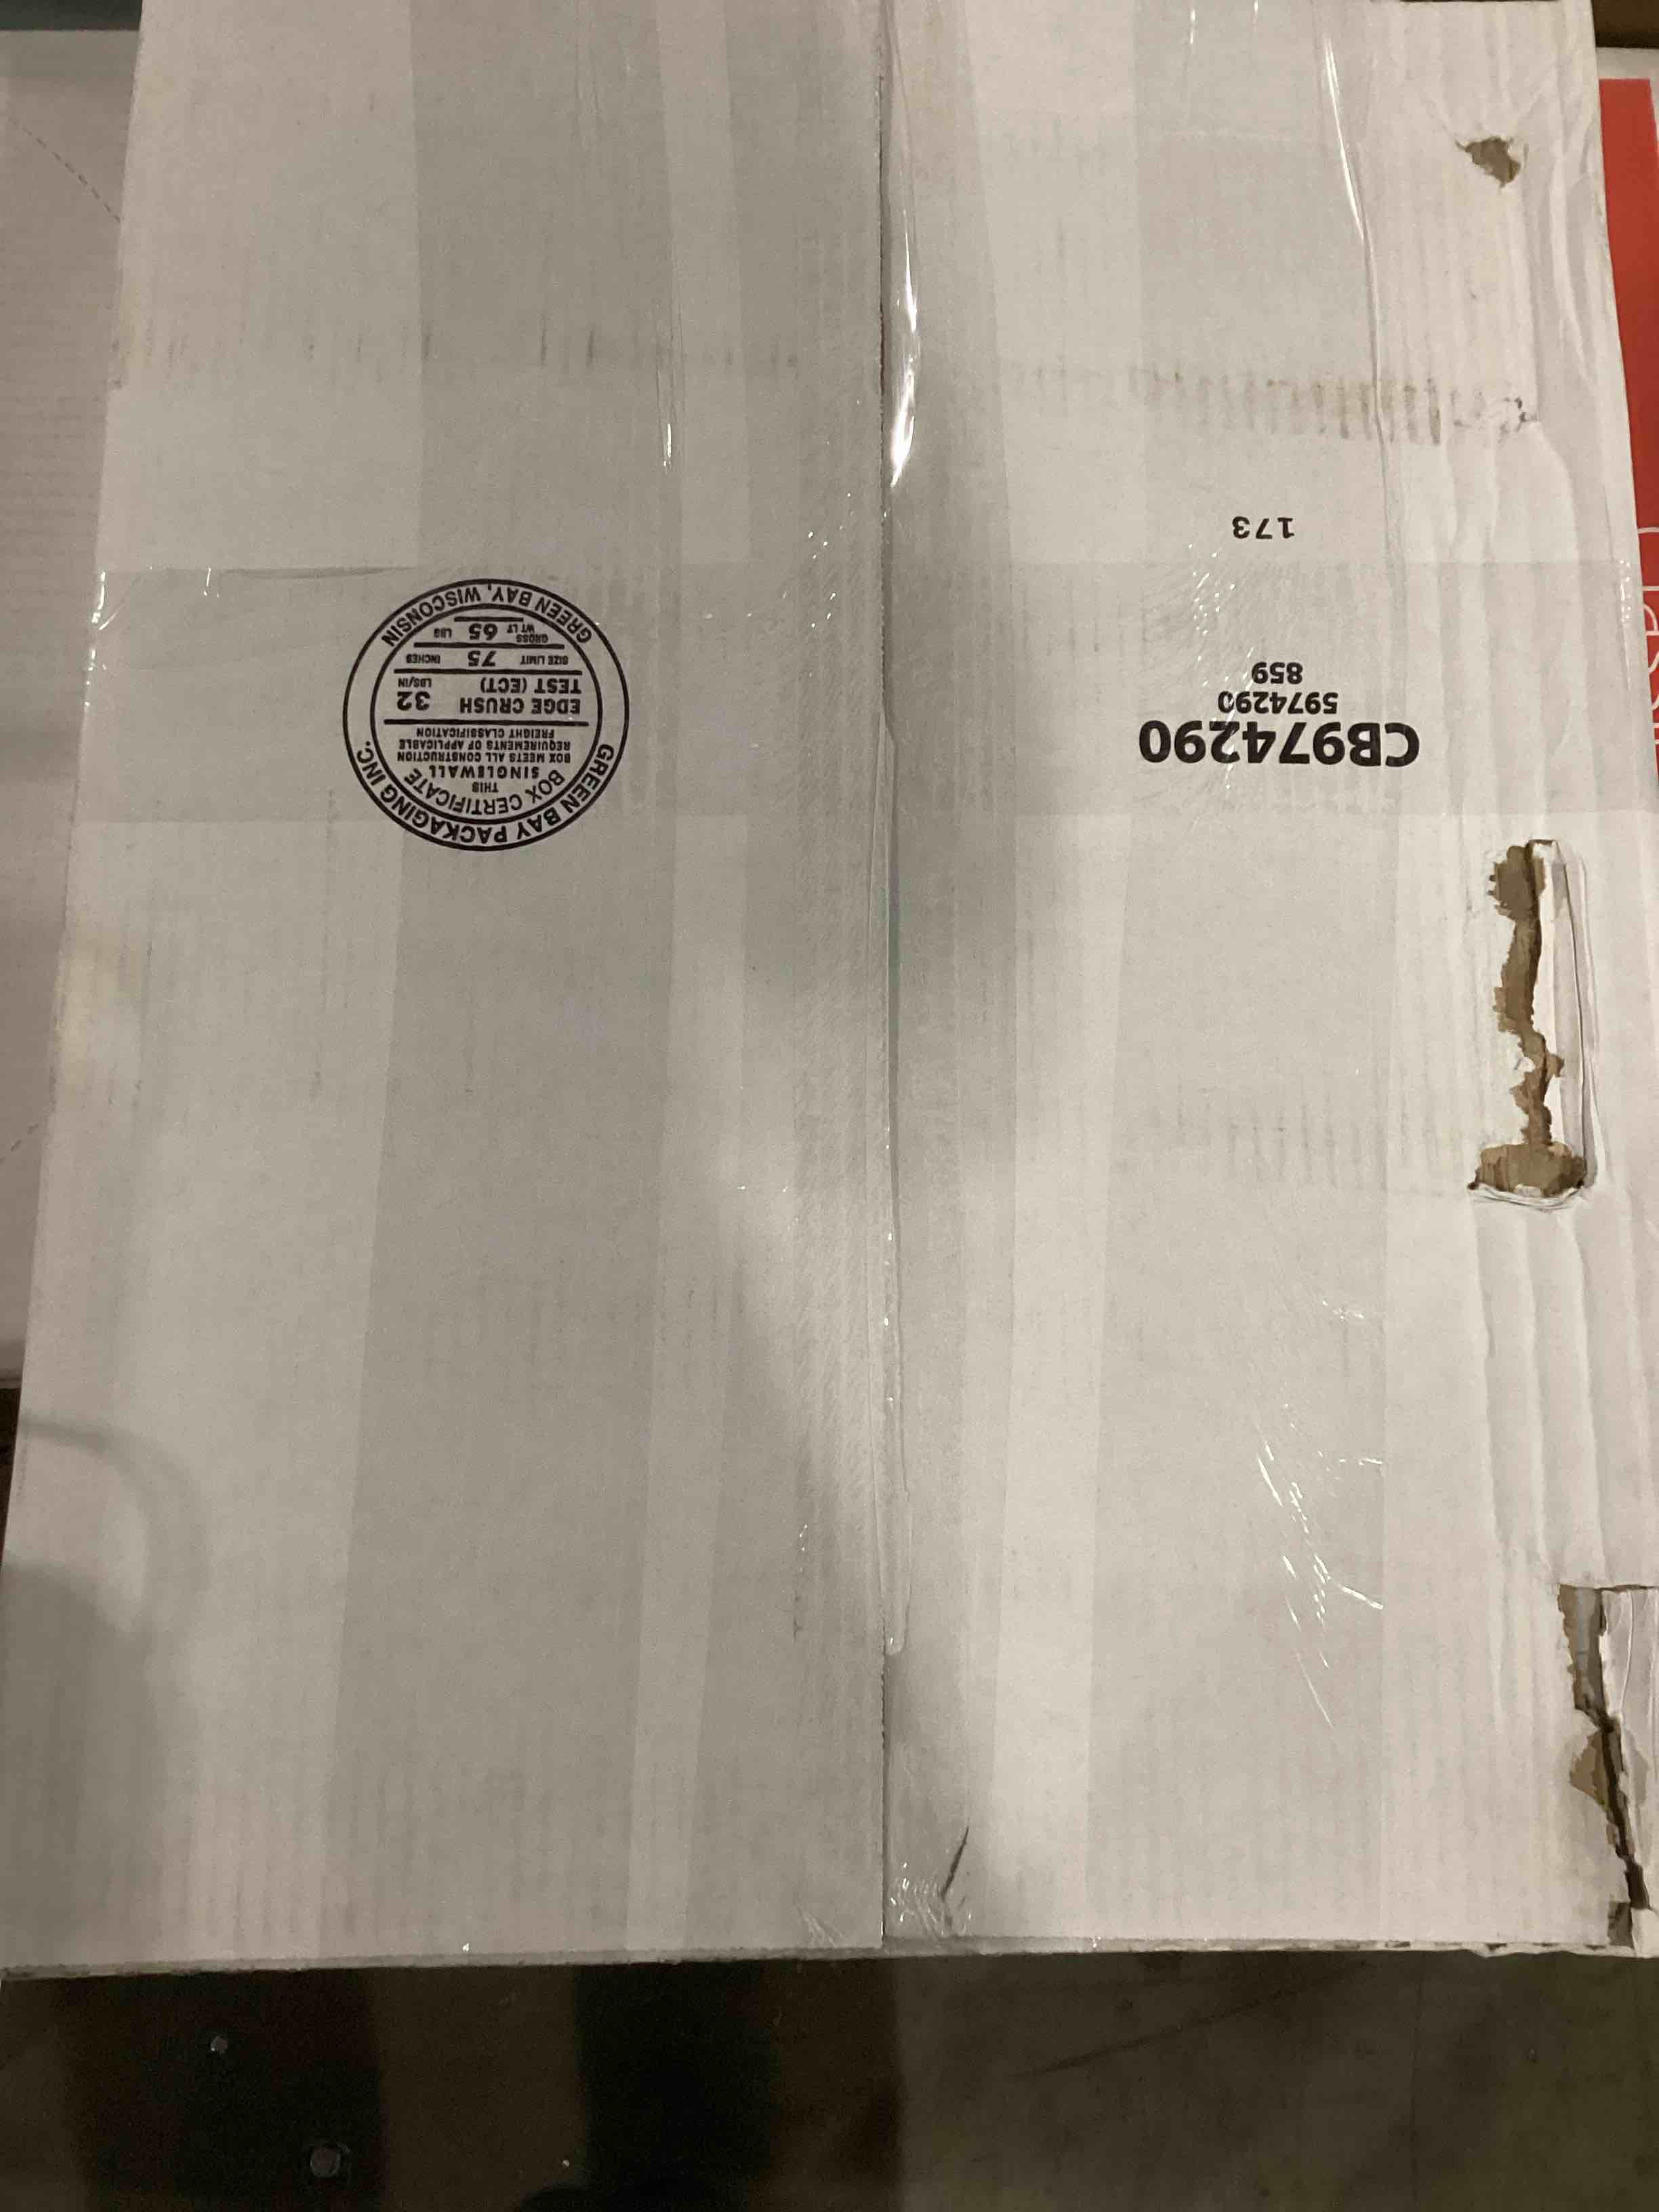 CB974290
5974290
859
173
GREEN BAY PACKAGING INC.
BOX CERTIFICATE
THIS
SINGLEWALL
BOX MEETS ALL CONSTRUCTION
REQUIREMENTS OF APPLICABLE
FREIGHT CLASSIFICATION
EDGE CRUSH
TEST (ECT) 32 LBS/IN
SIZE LIMIT 75 INCHES
GROSS
WT LT 65 LBS
GREEN BAY, WISCONSIN